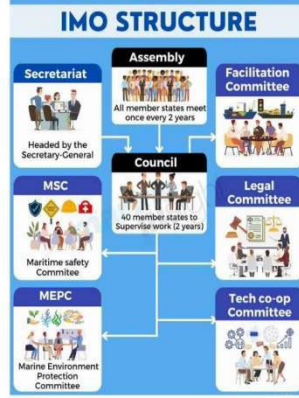 IMO STRUCTURE
Assembly
All member states meet
once every 2 years
Secretariat
Headed by the
Secretary-General
Facilitation
Committee
Council
40 member states to
Supervise work (2 years)
MSC
Maritime safety
Commitee
Legal
Committee
MEPC
Marine Environment
Protection
Committee
Tech co-op
Committee